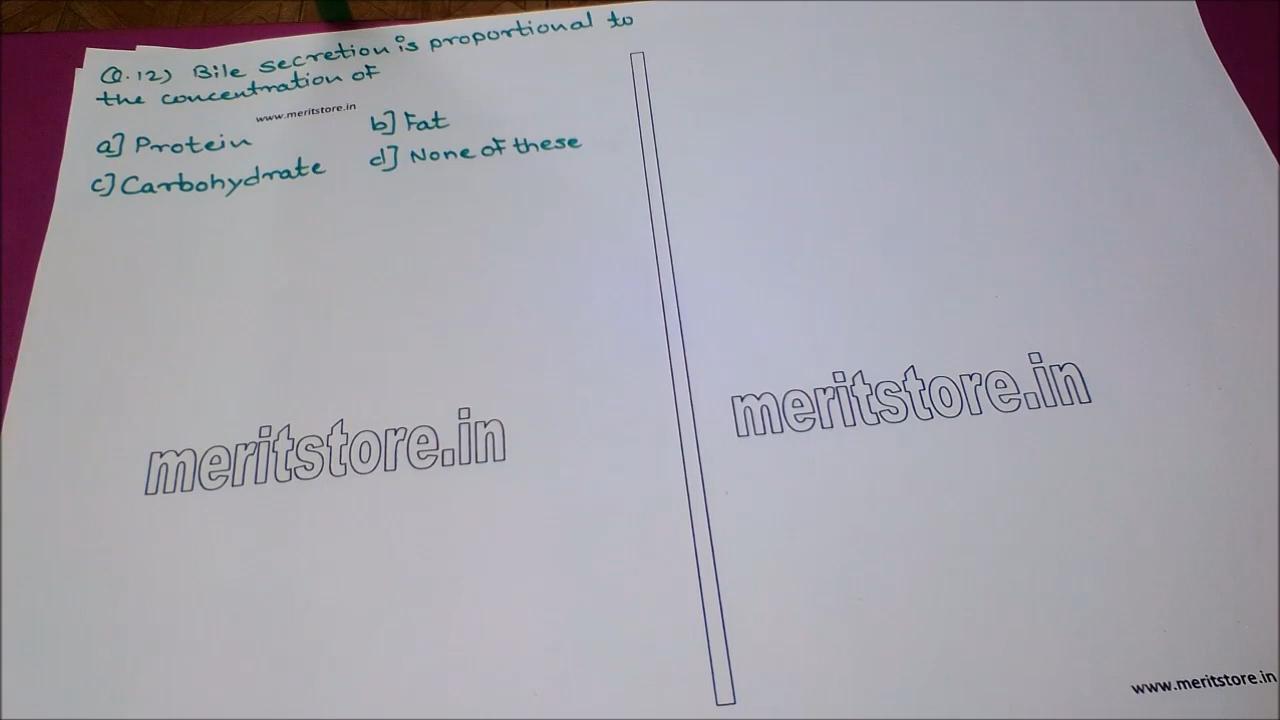 Q.12) Bile secretion is proportional to
the concentration of
www.meritstore.in
a] Protein
b] Fat
c] Carbohydrate
d] None of these
meritstore.in
meritstore.in
www.meritstore.in